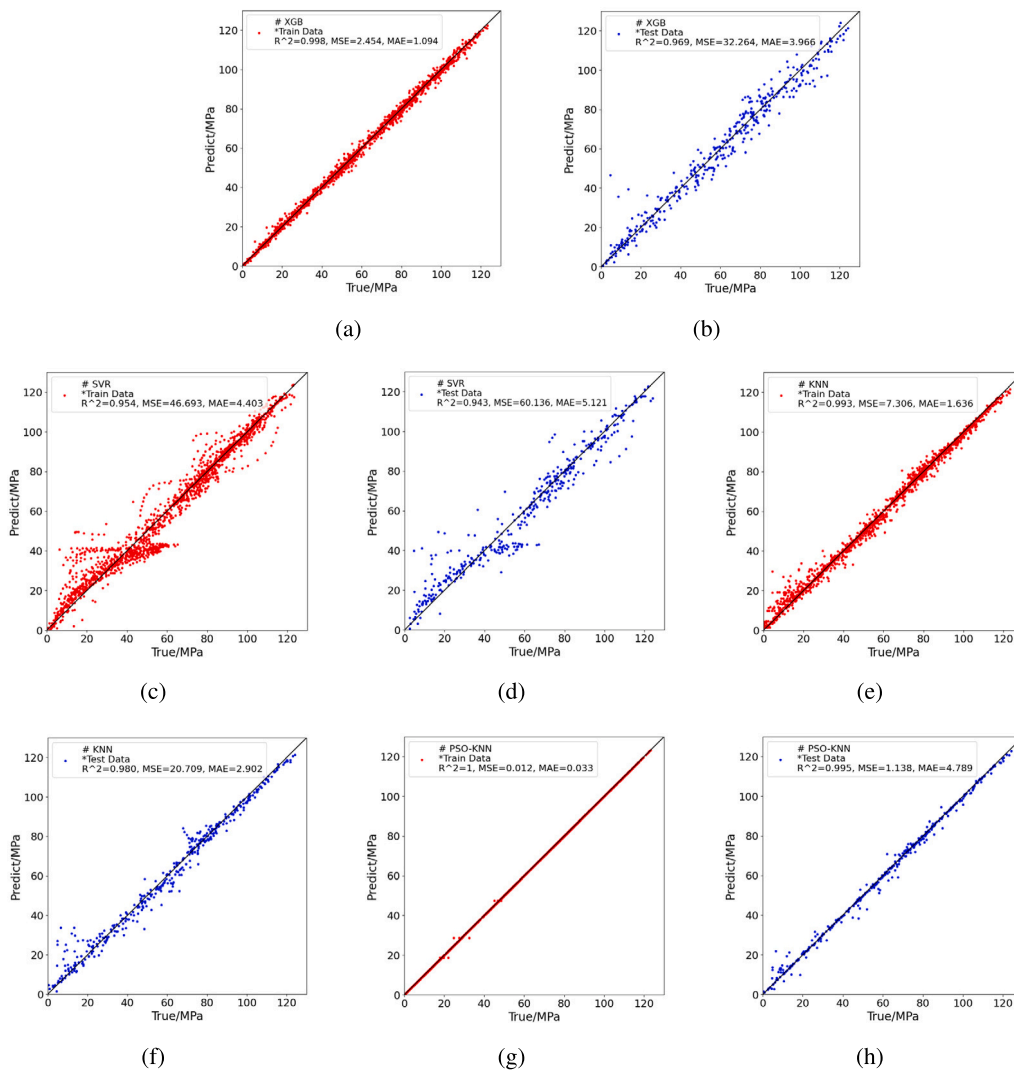 # XGB
*Train Data
R^2=0.998, MSE=2.454, MAE=1.094
Predict/MPa
120
100
80
60
40
20
0
0 20 40 60 80 100 120
True/MPa
(a)
# XGB
*Test Data
R^2=0.969, MSE=32.264, MAE=3.966
Predict/MPa
120
100
80
60
40
20
0
0 20 40 60 80 100 120
True/MPa
(b)
# SVR
*Train Data
R^2=0.954, MSE=46.693, MAE=4.403
Predict/MPa
120
100
80
60
40
20
0
0 20 40 60 80 100 120
True/MPa
(c)
# SVR
*Test Data
R^2=0.943, MSE=60.136, MAE=5.121
Predict/MPa
120
100
80
60
40
20
0
0 20 40 60 80 100 120
True/MPa
(d)
# KNN
*Train Data
R^2=0.993, MSE=7.306, MAE=1.636
Predict/MPa
120
100
80
60
40
20
0
0 20 40 60 80 100 120
True/MPa
(e)
# KNN
*Test Data
R^2=0.980, MSE=20.709, MAE=2.902
Predict/MPa
120
100
80
60
40
20
0
0 20 40 60 80 100 120
True/MPa
(f)
# PSO-KNN
*Train Data
R^2=1, MSE=0.012, MAE=0.033
Predict/MPa
120
100
80
60
40
20
0
0 20 40 60 80 100 120
True/MPa
(g)
# PSO-KNN
*Test Data
R^2=0.995, MSE=1.138, MAE=4.789
Predict/MPa
120
100
80
60
40
20
0
0 20 40 60 80 100 120
True/MPa
(h)